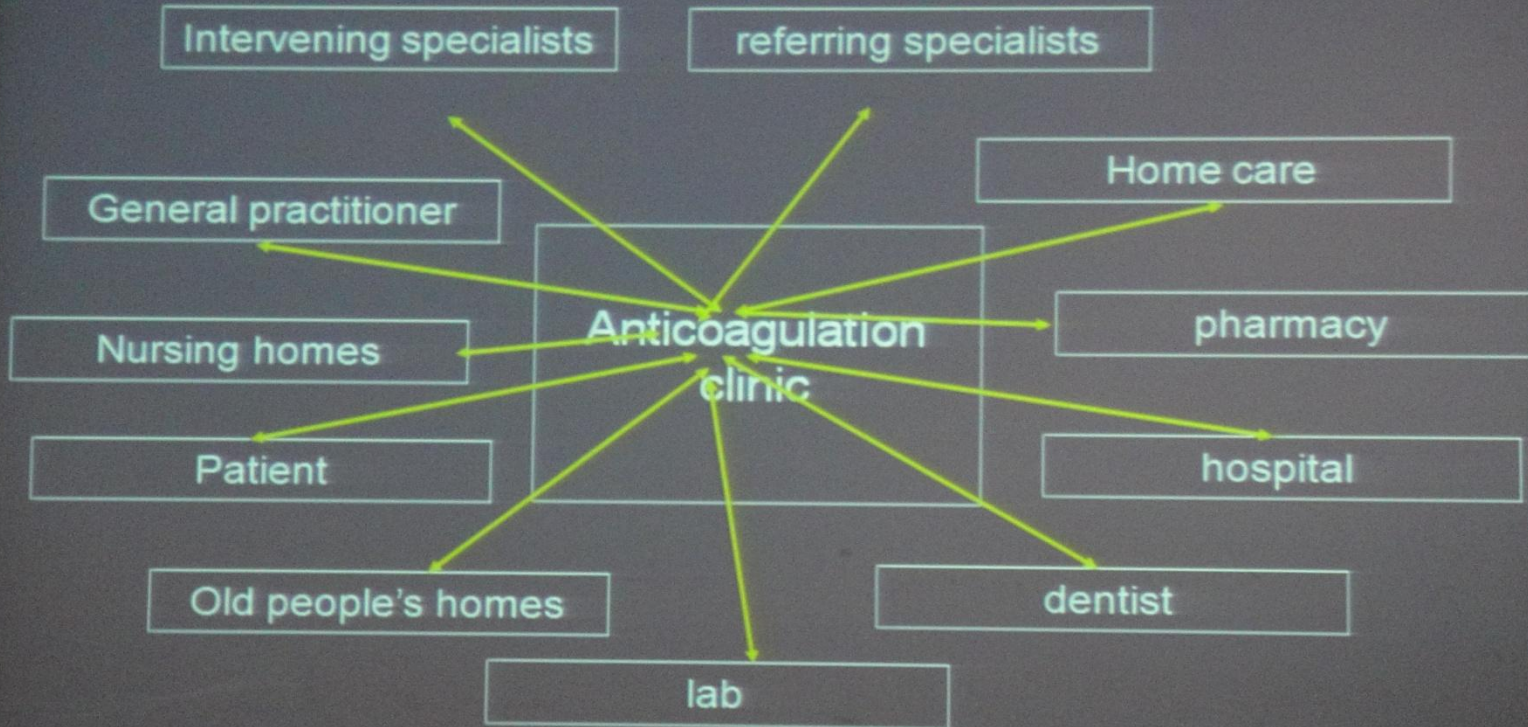 Intervening specialists
referring specialists
Home care
General practitioner
Anticoagulation
clinic
pharmacy
Nursing homes
Patient
hospital
Old people's homes
dentist
lab